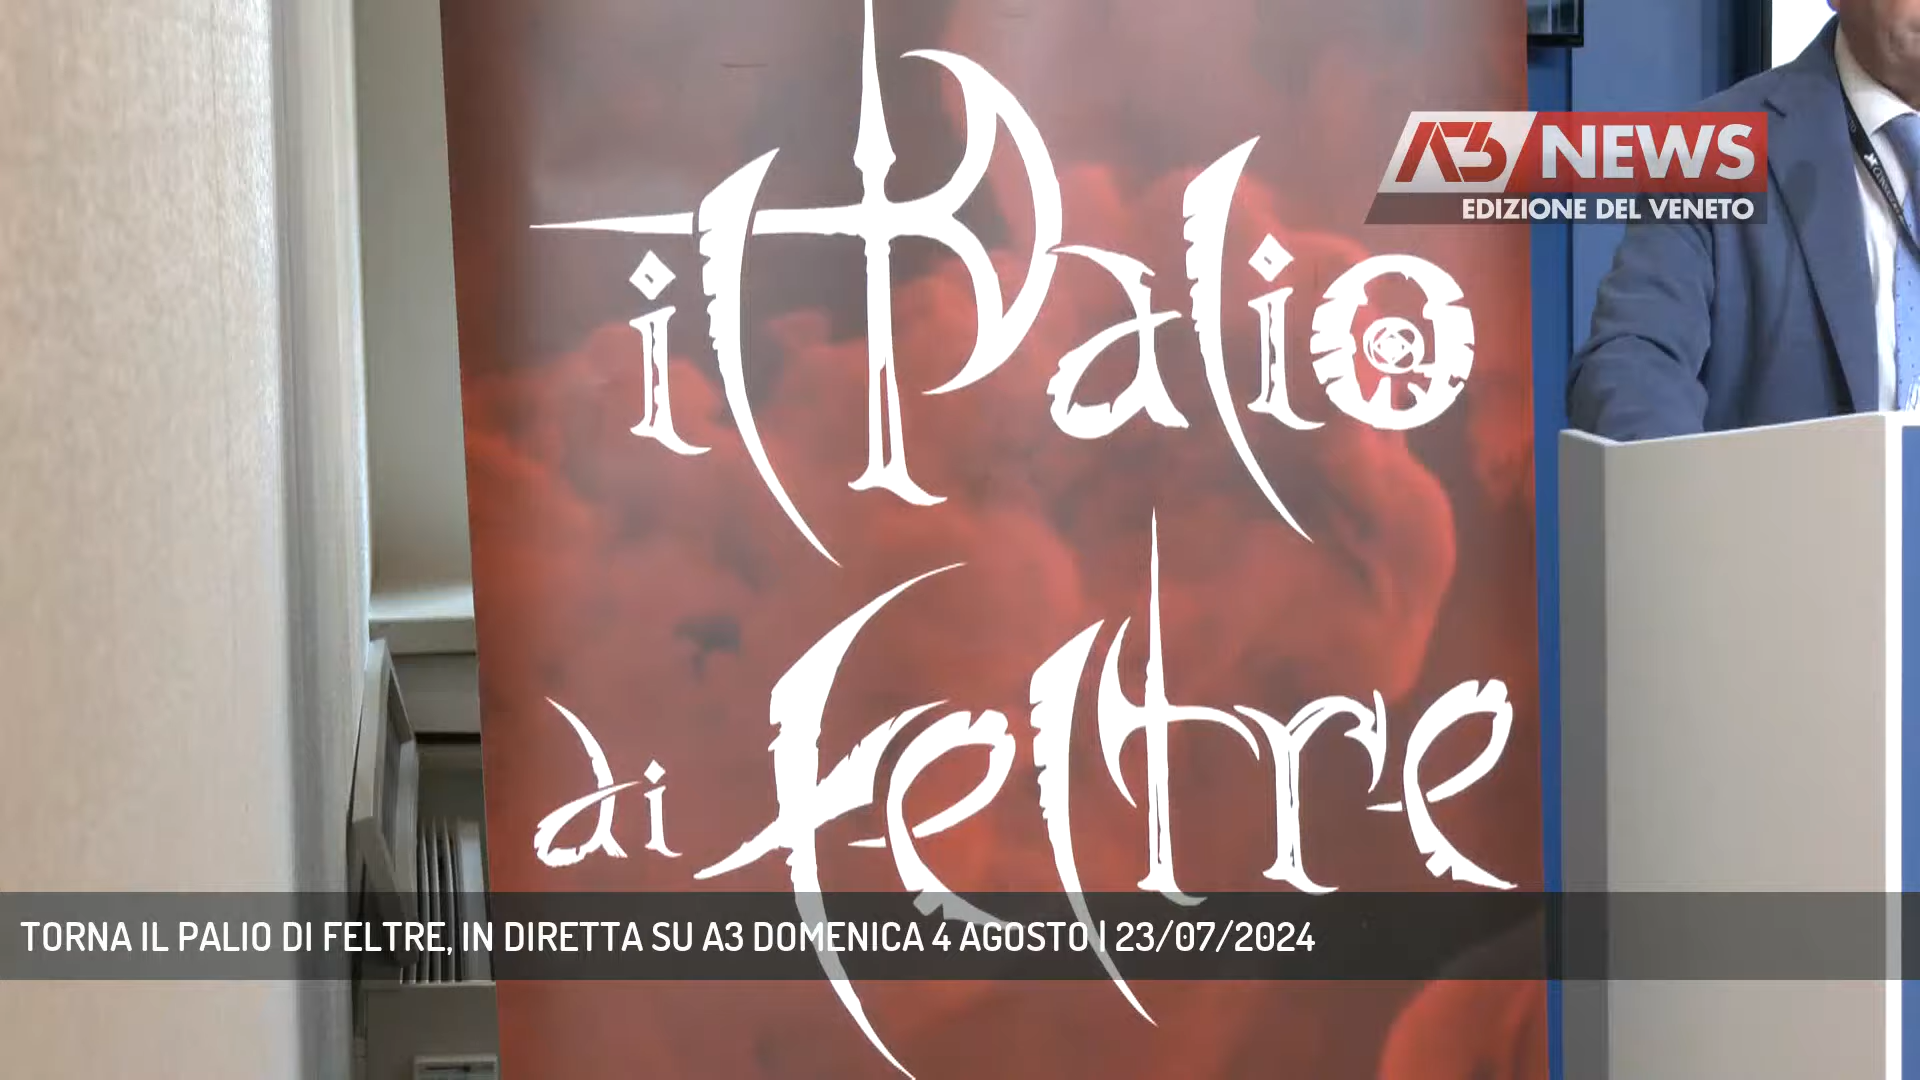 il Palio
di Feltre
A3 NEWS
EDIZIONE DEL VENETO
TORNA IL PALIO DI FELTRE, IN DIRETTA SU A3 DOMENICA 4 AGOSTO | 23/07/2024